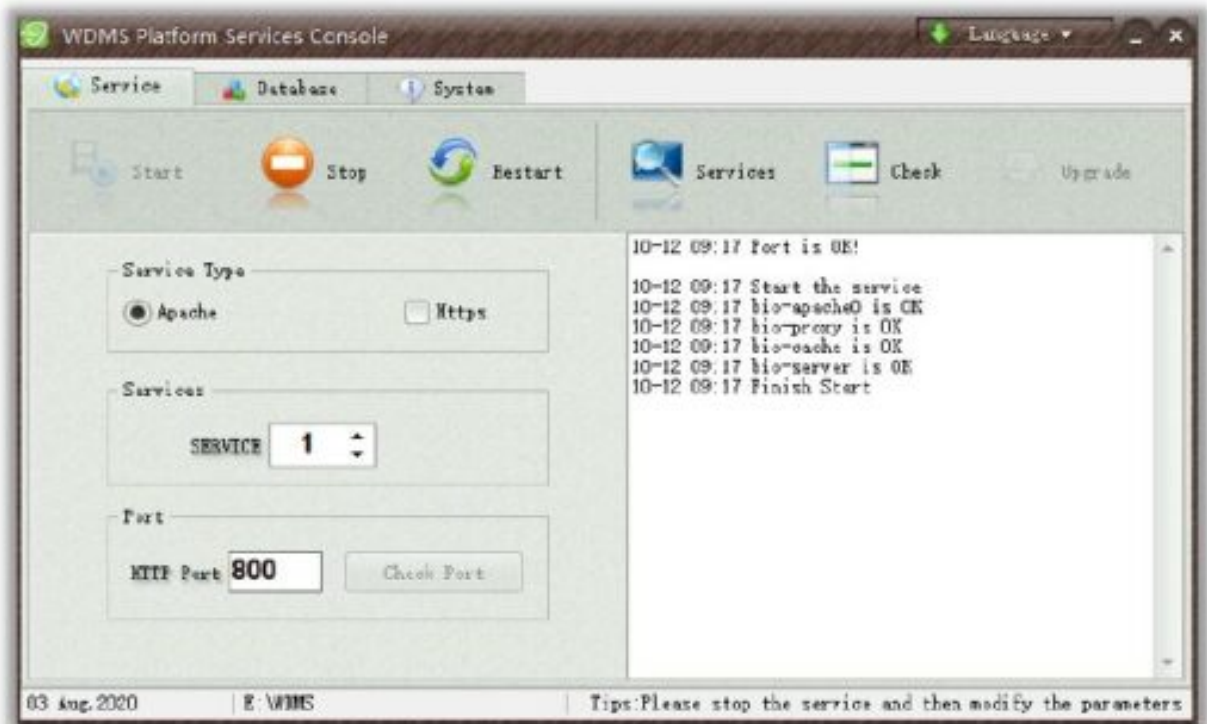 WDMS Platform Services Console
Language
Service
Database
System
Start
Stop
Restart
Services
Check
Upgrade
Service Type
Apache
Https
Services
SERVICE 1
Port
HTTP Port 800
Check Port
10-12 09:17 Port is OK!
10-12 09:17 Start the service
10-12 09:17 bio-apache0 is OK
10-12 09:17 bio-proxy is OK
10-12 09:17 bio-cache is OK
10-12 09:17 bio-server is OK
10-12 09:17 Finish Start
03 Aug.2020
E:\WDMS
Tips:Please stop the service and then modify the parameters